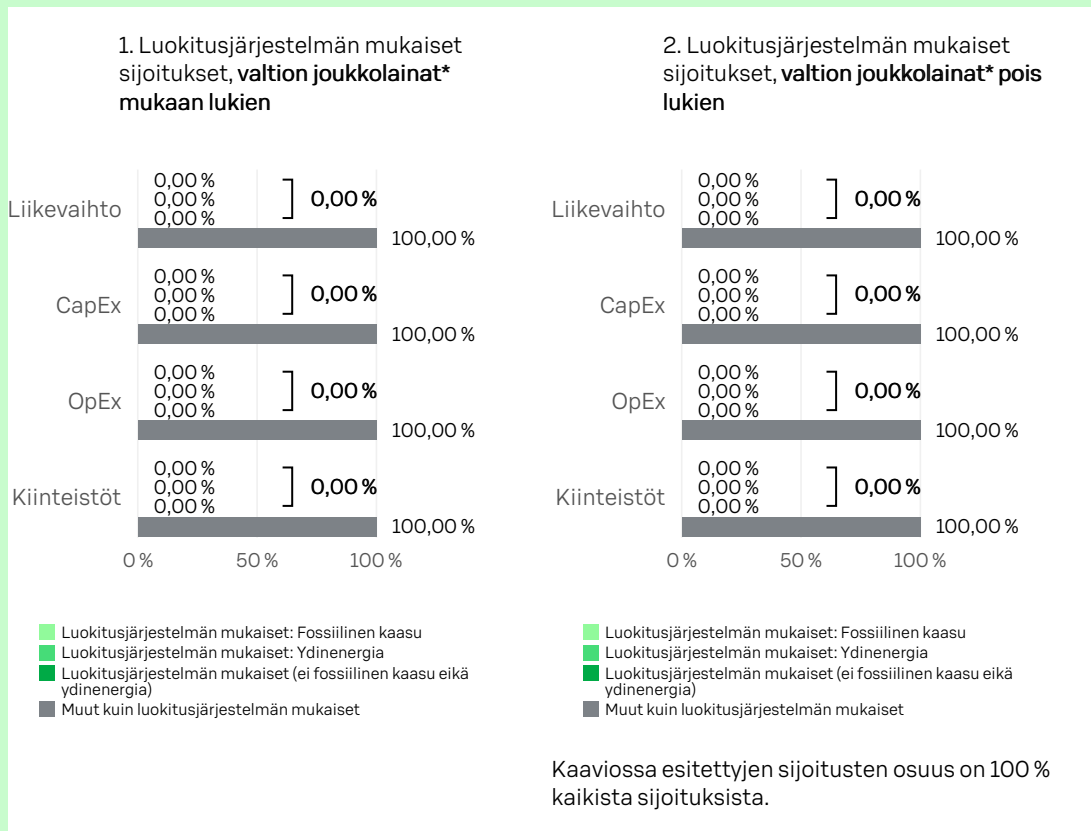 1. Luokitusjärjestelmän mukaiset
sijoitukset, valtion joukkolainat*
mukaan lukien
Liikevaihto
0,00 %
0,00 %
0,00 %
0,00 %
100,00 %
CapEx
0,00 %
0,00 %
0,00 %
0,00 %
100,00 %
OpEx
0,00 %
0,00 %
0,00 %
0,00 %
100,00 %
Kiinteistöt
0,00 %
0,00 %
0,00 %
0,00 %
100,00 %
0 %
50 %
100 %
Luokitusjärjestelmän mukaiset: Fossiilinen kaasu
Luokitusjärjestelmän mukaiset: Ydinenergia
Luokitusjärjestelmän mukaiset (ei fossiilinen kaasu eikä
ydinenergia)
Muut kuin luokitusjärjestelmän mukaiset
2. Luokitusjärjestelmän mukaiset
sijoitukset, valtion joukkolainat* pois
lukien
Liikevaihto
0,00 %
0,00 %
0,00 %
0,00 %
100,00 %
CapEx
0,00 %
0,00 %
0,00 %
0,00 %
100,00 %
OpEx
0,00 %
0,00 %
0,00 %
0,00 %
100,00 %
Kiinteistöt
0,00 %
0,00 %
0,00 %
0,00 %
100,00 %
0 %
50 %
100 %
Luokitusjärjestelmän mukaiset: Fossiilinen kaasu
Luokitusjärjestelmän mukaiset: Ydinenergia
Luokitusjärjestelmän mukaiset (ei fossiilinen kaasu eikä
ydinenergia)
Muut kuin luokitusjärjestelmän mukaiset
Kaaviossa esitettyjen sijoitusten osuus on 100 %
kaikista sijoituksista.